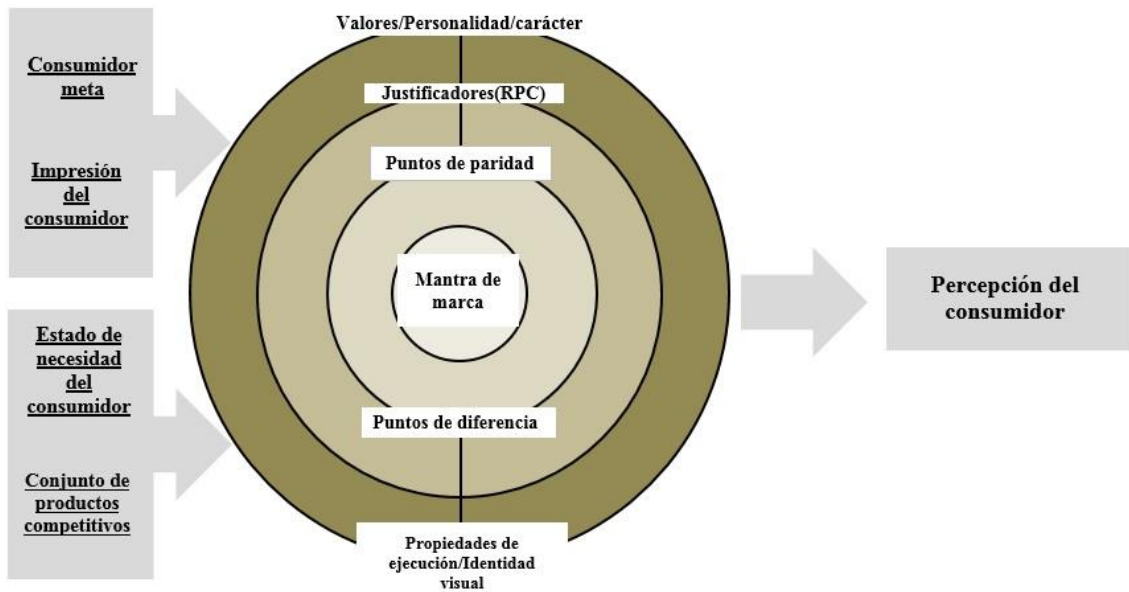 Consumidor
meta
Impresión
del
consumidor
Estado de
necesidad
del
consumidor
Conjunto de
productos
competitivos
Valores/Personalidad/carácter
Justificadores(RPC)
Puntos de paridad
Mantra de
marca
Puntos de diferencia
Propiedades de
ejecución/Identidad
visual
Percepción del
consumidor